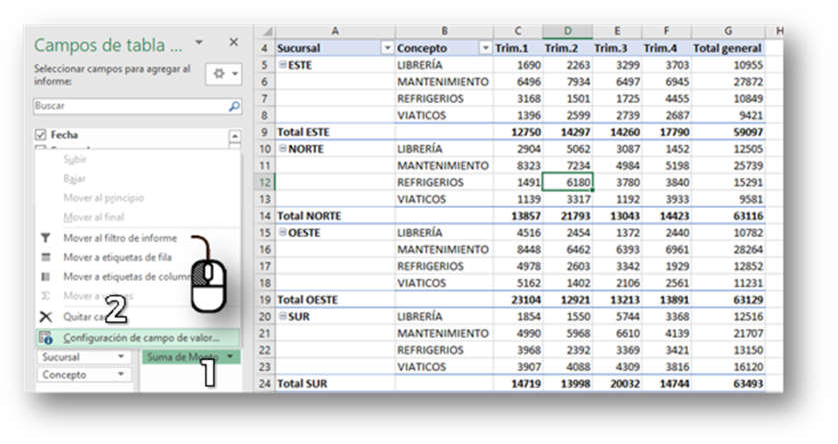 Campos de tabla ...
Seleccionar campos para agregar al
informe:
Buscar
Fecha
Subir
Bajar
Mover al principio
Mover al final
Mover al filtro de informe
Mover a etiquetas de fila
Mover a etiquetas de colum
Mover a
Quitar
Configuración de campo de valor...
Sucursal
Suma de Monto
Concepto
1
2
A B C D E F G H
4 Sucursal Concepto Trim.1 Trim.2 Trim.3 Trim.4 Total general
5 ESTE LIBRERÍA 1690 2263 3299 3703 10955
6 MANTENIMIENTO 6496 7934 6497 6945 27872
7 REFRIGERIOS 3168 1501 1725 4455 10849
8 VIATICOS 1396 2599 2739 2687 9421
9 Total ESTE 12750 14297 14260 17790 59097
10 NORTE LIBRERÍA 2904 5062 3087 1452 12505
11 MANTENIMIENTO 8323 7234 4984 5198 25739
12 REFRIGERIOS 1491 6180 3780 3840 15291
13 VIATICOS 1139 3317 1192 3933 9581
14 Total NORTE 13857 21793 13043 14423 63116
15 OESTE LIBRERÍA 4516 2454 1372 2440 10782
16 MANTENIMIENTO 8448 6462 6393 6961 28264
17 REFRIGERIOS 4978 2603 3342 1929 12852
18 VIATICOS 5162 1402 2106 2561 11231
19 Total OESTE 23104 12921 13213 13891 63129
20 SUR LIBRERÍA 1854 1550 5744 3368 12516
21 MANTENIMIENTO 4990 5968 6610 4139 21707
22 REFRIGERIOS 3968 2392 3369 3421 13150
23 VIATICOS 3907 4088 4309 3816 16120
24 Total SUR 14719 13998 20032 14744 63493